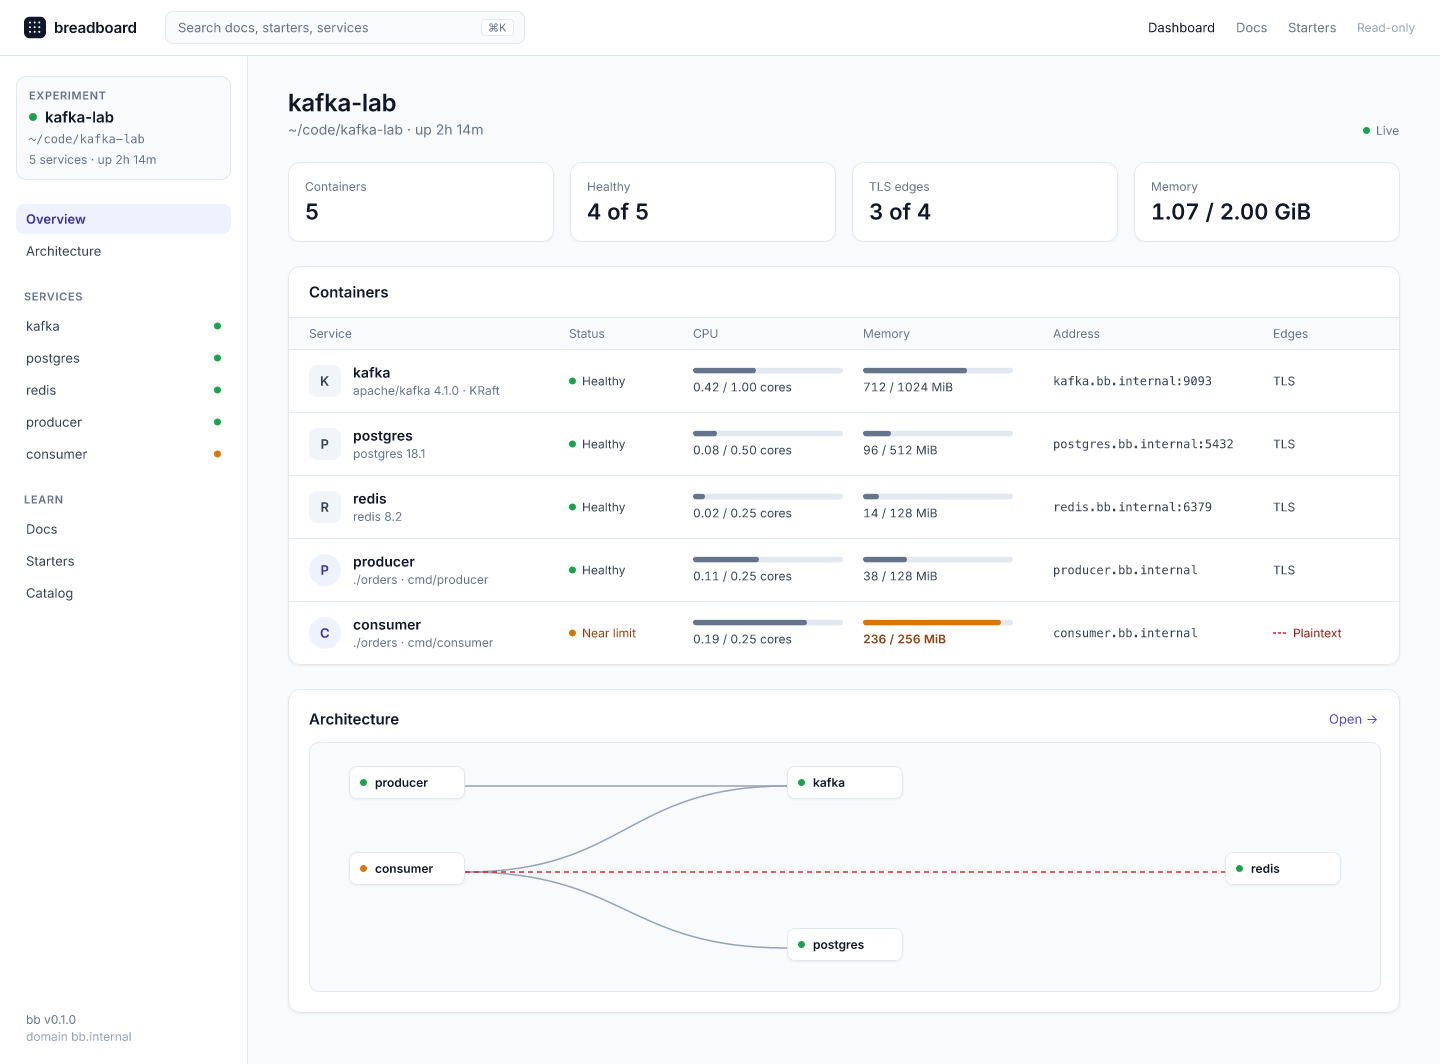 breadboard
Search docs, starters, services ⌘K
Dashboard Docs Starters Read-only
EXPERIMENT
kafka-lab
~/code/kafka-lab
5 services · up 2h 14m
Overview
Architecture
SERVICES
kafka
postgres
redis
producer
consumer
LEARN
Docs
Starters
Catalog
bb v0.1.0
domain bb.internal
kafka-lab
~/code/kafka-lab · up 2h 14m
Live
Containers
5
Healthy
4 of 5
TLS edges
3 of 4
Memory
1.07 / 2.00 GiB
Containers
Service Status CPU Memory Address Edges
K kafka
apache/kafka 4.1.0 · KRaft
Healthy
0.42 / 1.00 cores
712 / 1024 MiB
kafka.bb.internal:9093
TLS
P postgres
postgres 18.1
Healthy
0.08 / 0.50 cores
96 / 512 MiB
postgres.bb.internal:5432
TLS
R redis
redis 8.2
Healthy
0.02 / 0.25 cores
14 / 128 MiB
redis.bb.internal:6379
TLS
P producer
./orders · cmd/producer
Healthy
0.11 / 0.25 cores
38 / 128 MiB
producer.bb.internal
TLS
C consumer
./orders · cmd/consumer
Near limit
0.19 / 0.25 cores
236 / 256 MiB
consumer.bb.internal
Plaintext
Architecture
Open →
producer
kafka
consumer
redis
postgres